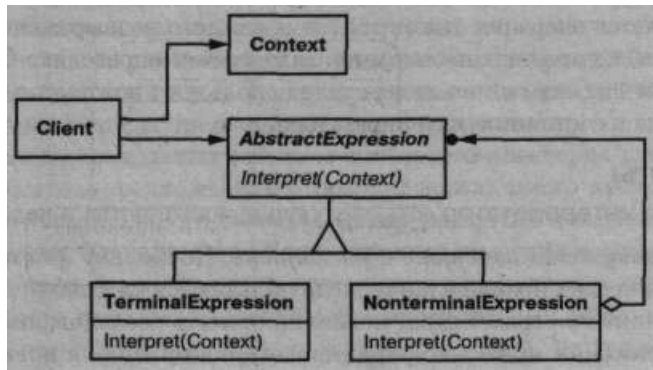 Context
Client
AbstractExpression
Interpret(Context)
TerminalExpression
NonterminalExpression
Interpret(Context)
Interpret(Context)